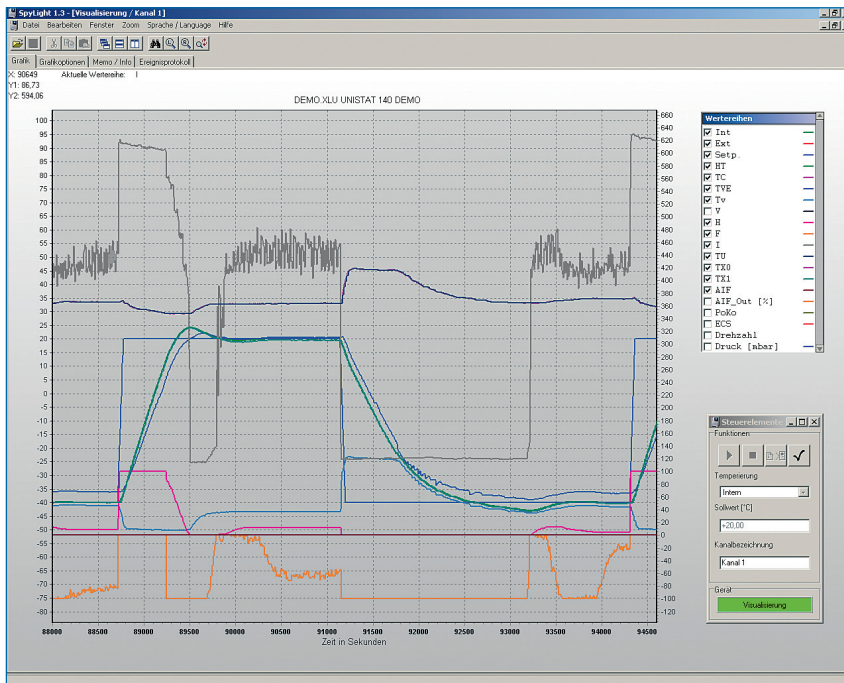 SpyLight 1.3 - [Visualisierung / Kanal 1]
Datei Bearbeiten Fenster Zoom Sprache / Language Hilfe
Grafik Grafikoptionen Memo / Info Ereignisprotokoll
X: 90649 Aktuelle Wertereihe: I
Y1: 86,73
Y2: 594,06
DEMO.XLU UNISTAT 140 DEMO
100
95
90
85
80
75
70
65
60
55
50
45
40
35
30
25
20
15
10
5
0
-5
-10
-15
-20
-25
-30
-35
-40
-45
-50
-55
-60
-65
-70
-75
-80
660
640
620
600
580
560
540
520
500
480
460
440
420
400
380
360
340
320
300
280
260
240
220
200
180
160
140
120
100
80
60
40
20
0
-20
-40
-60
-80
-100
-120
88000 88500 89000 89500 90000 90500 91000 91500 92000 92500 93000 93500 94000 94500
Zeit in Sekunden
Wertereihen
Int
Ext
Setp.
HT
TC
TVE
Tv
V
H
F
I
TU
TX0
TX1
AIF
AIF_Out [%]
PoKo
ECS
Drehzahl
Druck [mbar]
Steuerelemente
Funktionen
Temperierung
Intern
Sollwert [°C]
+20,00
Kanalbezeichnung
Kanal 1
Gerät
Visualisierung